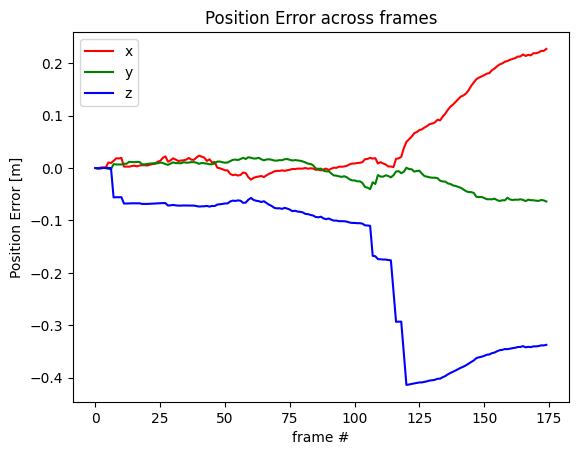 Position Error across frames
x
y
z
Position Error [m]
0.2
0.1
0.0
−0.1
−0.2
−0.3
−0.4
0 25 50 75 100 125 150 175
frame #